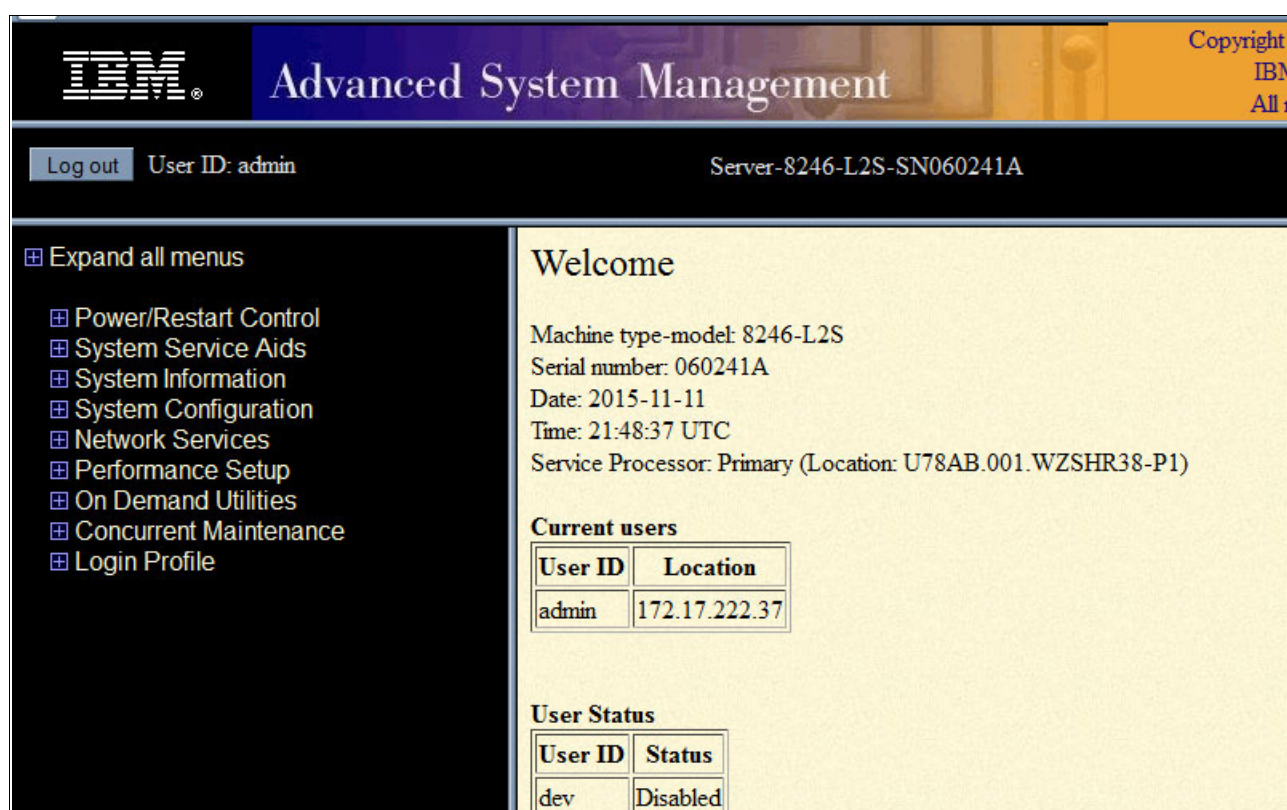 IBM®
Advanced System Management
Copyright
All
Log out
User ID: admin
Server-8246-L2S-SN060241A
Expand all menus
Power/Restart Control
System Service Aids
System Information
System Configuration
Network Services
Performance Setup
On Demand Utilities
Concurrent Maintenance
Login Profile
Welcome
Machine type-model: 8246-L2S
Serial number: 060241A
Date: 2015-11-11
Time: 21:48:37 UTC
Service Processor: Primary (Location: U78AB.001.WZSHR38-P1)
Current users
User ID Location
admin 172.17.222.37
User Status
User ID Status
dev Disabled